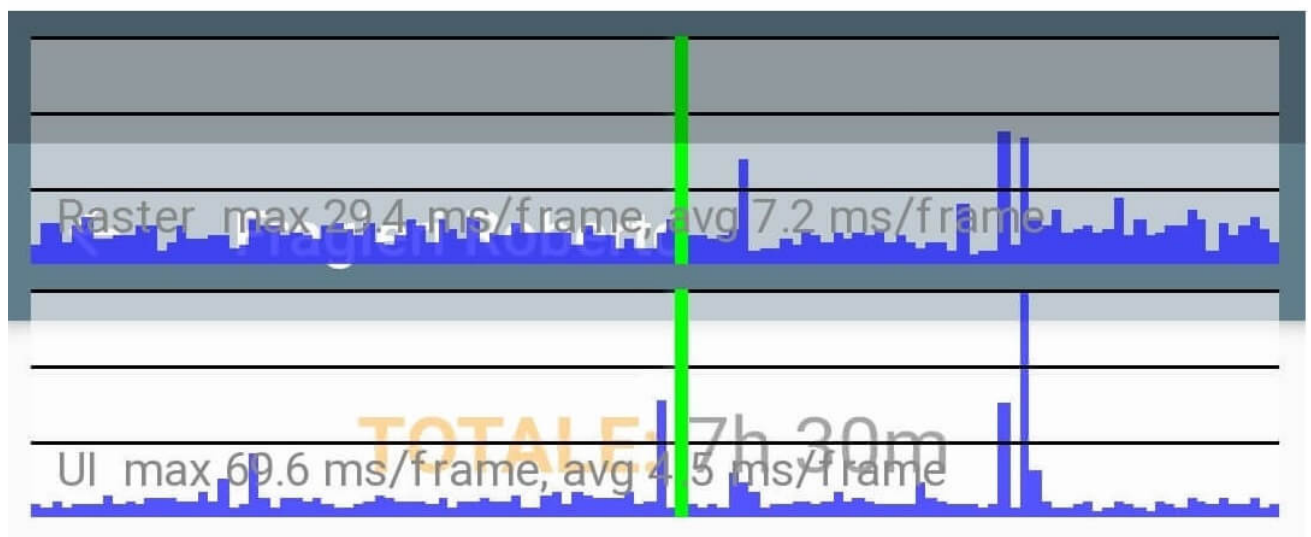 Raster max 29.4 ms/frame, avg 7.2 ms/frame
TOTALE: 7h 30m
UI max 69.6 ms/frame, avg 4.5 ms/frame